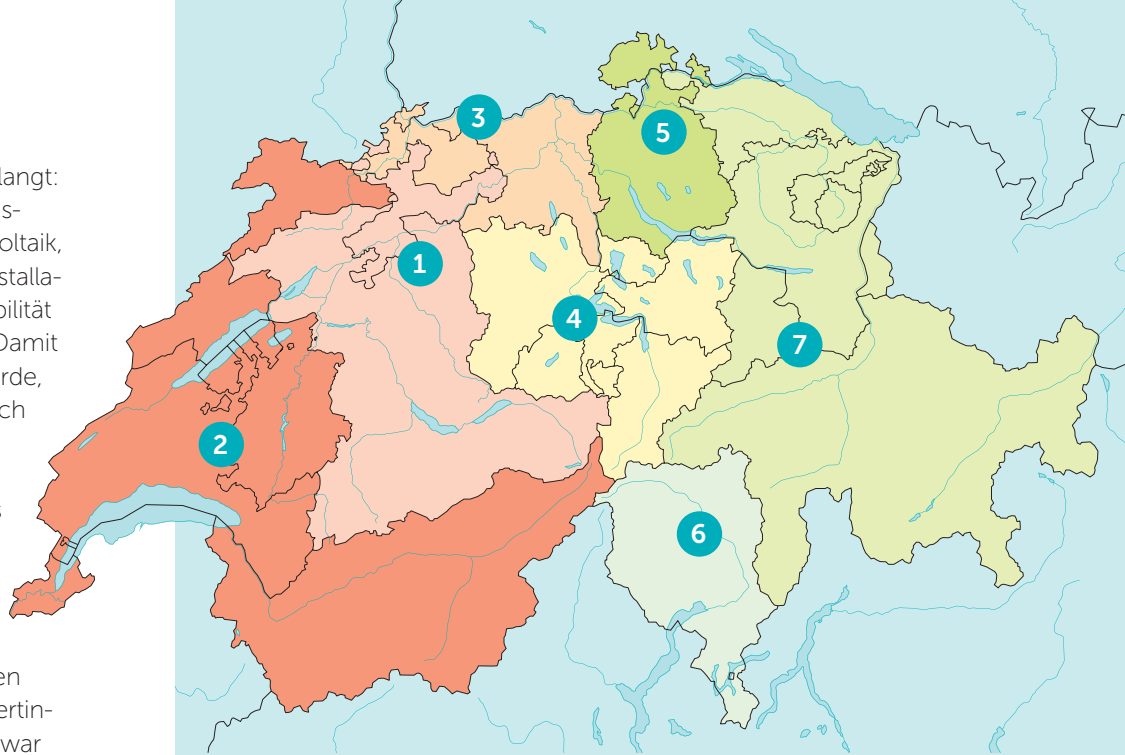 langt:
s-
oltaik,
stalla-
bilität
Damit
rde,
ch
s
en
ertin-
war
3
5
1
4
7
2
6